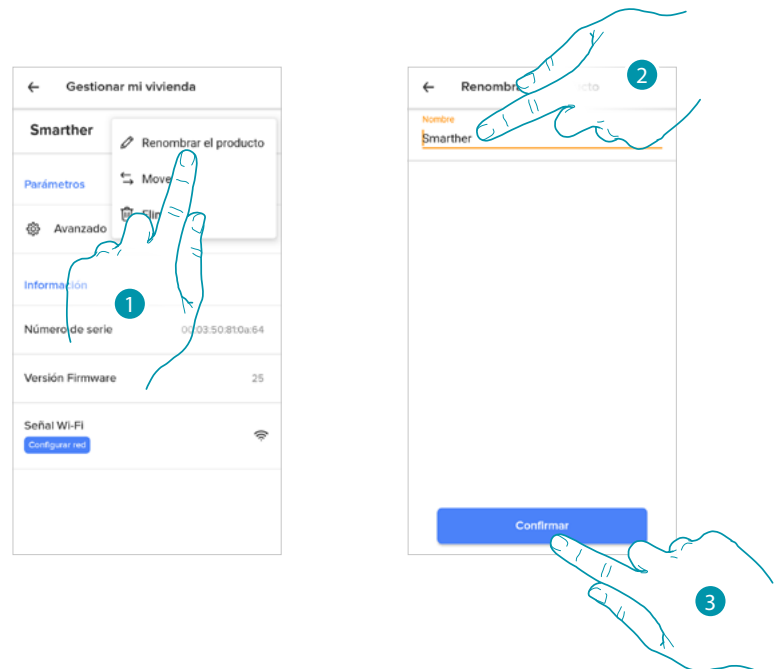 Gestionar mi vivienda
Smarther
Renombrar el producto
Parámetros
Avanzado
Información
1
Número de serie
00:03:50:81:0a:64
Versión Firmware
25
Señal Wi-Fi
Configurar red
2
Nombre
Smarther
Confirmar
3